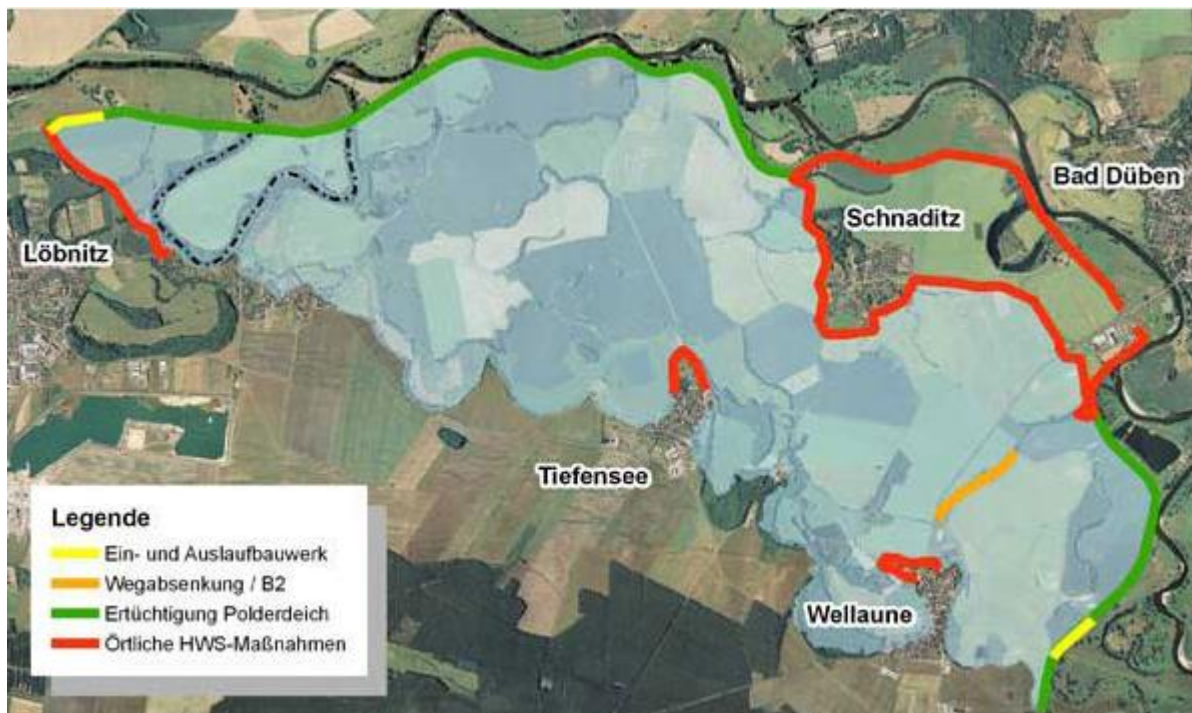 Bad Düben
Schnaditz
Löbnitz
Tiefensee
Wellaune
Legende
Ein- und Auslaufbauwerk
Wegabsenkung / B2
Ertüchtigung Polderdeich
Örtliche HWS-Maßnahmen